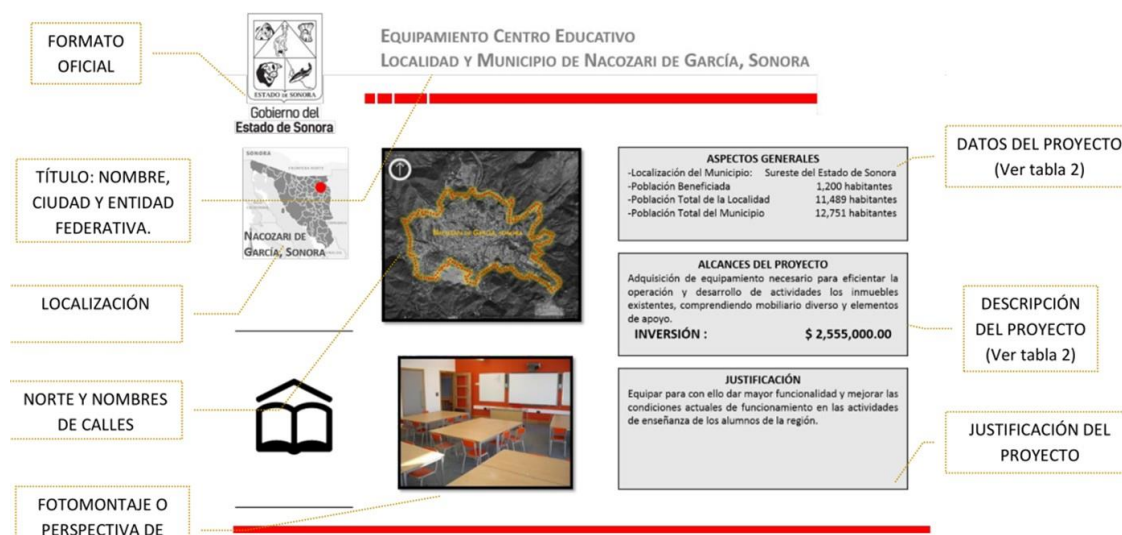 FORMATO
OFICIAL
ESTADO DE SONORA
Gobierno del
Estado de Sonora
EQUIPAMIENTO CENTRO EDUCATIVO
LOCALIDAD Y MUNICIPIO DE NACOZARI DE GARCÍA, SONORA
TÍTULO: NOMBRE,
CIUDAD Y ENTIDAD
FEDERATIVA.
SONORA
NACOZARI DE
GARCÍA, SONORA
LOCALIZACIÓN
NORTE Y NOMBRES
DE CALLES
FOTOMONTAJE O
PERSPECTIVA DE
NACOZARI DE GARCÍA, SONORA
ASPECTOS GENERALES
-Localización del Municipio: Sureste del Estado de Sonora
-Población Beneficiada 1,200 habitantes
-Población Total de la Localidad 11,489 habitantes
-Población Total del Municipio 12,751 habitantes
ALCANCES DEL PROYECTO
Adquisición de equipamiento necesario para eficientar la
operación y desarrollo de actividades los inmuebles
existentes, comprendiendo mobiliario diverso y elementos
de apoyo.
INVERSIÓN : $ 2,555,000.00
JUSTIFICACIÓN
Equipar para con ello dar mayor funcionalidad y mejorar las
condiciones actuales de funcionamiento en las actividades
de enseñanza de los alumnos de la región.
DATOS DEL PROYECTO
(Ver tabla 2)
DESCRIPCIÓN
DEL PROYECTO
(Ver tabla 2)
JUSTIFICACIÓN DEL
PROYECTO